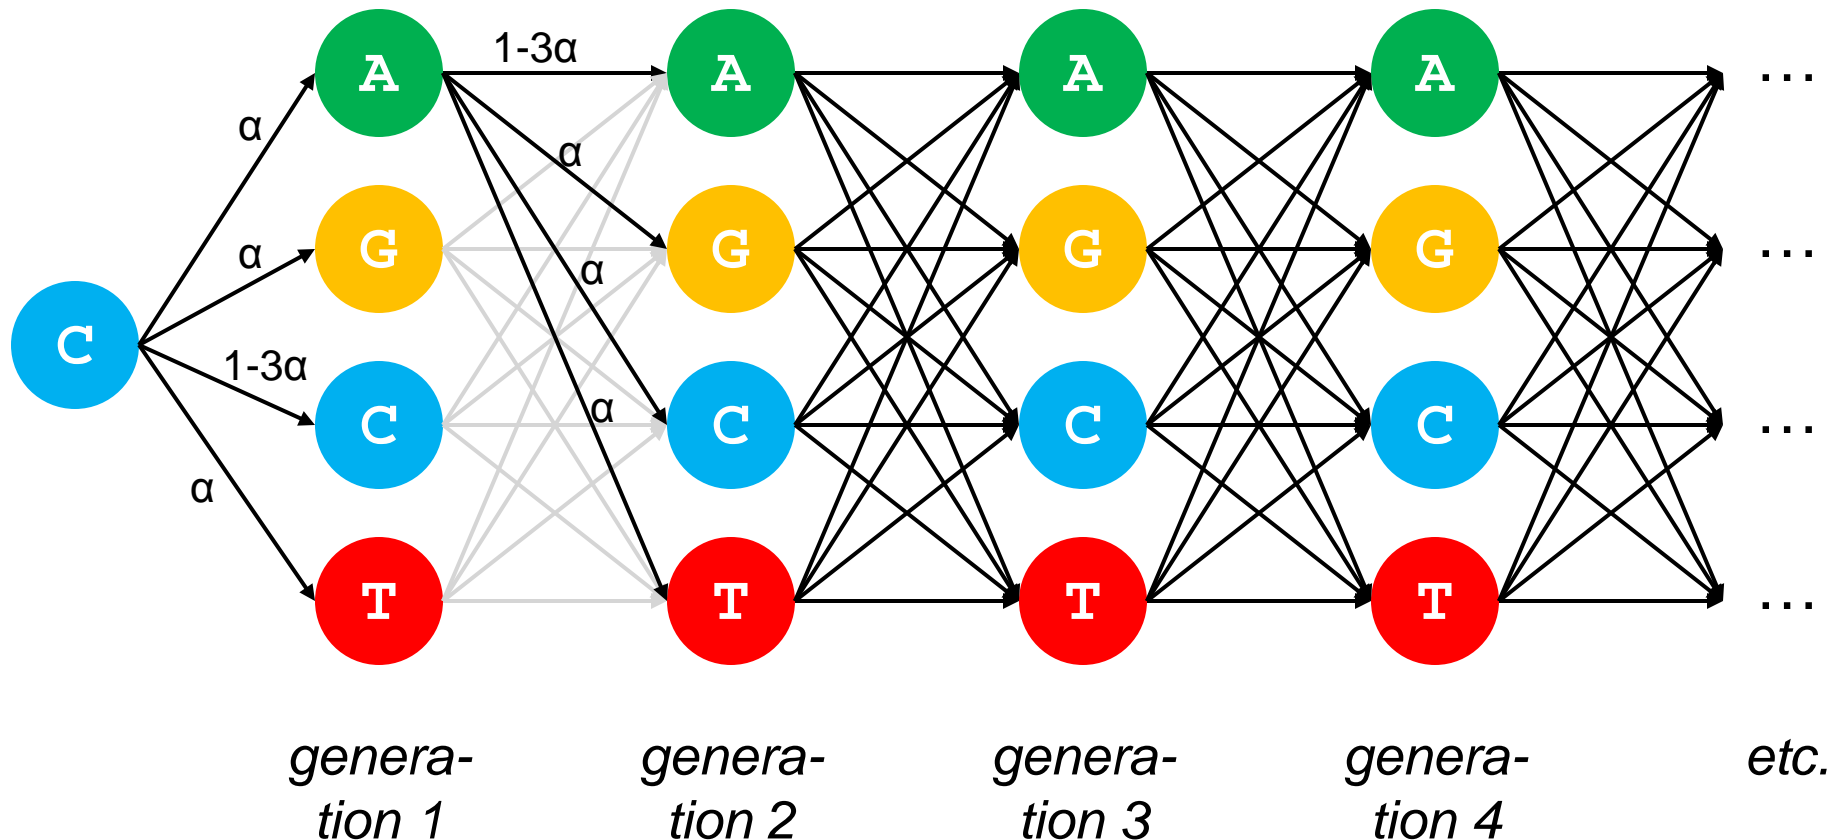 1-3α
A A A A ...
α
α
G G G G ...
α
α
C
1-3α
C C C C ...
α
α
T T T T ...
genera- genera- genera- genera- etc.
tion 1 tion 2 tion 3 tion 4